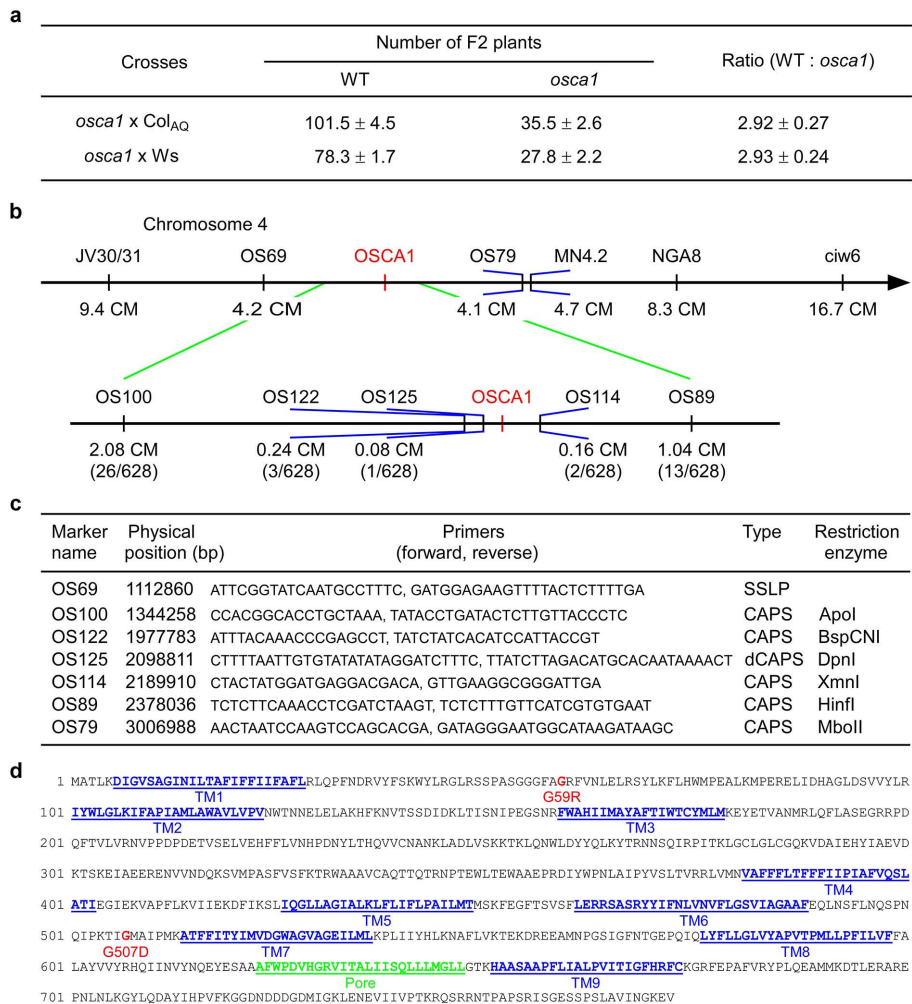 a
Crosses Number of F2 plants Ratio (WT : osca1)
WT osca1
osca1 x ColAQ 101.5 ± 4.5 35.5 ± 2.6 2.92 ± 0.27
osca1 x Ws 78.3 ± 1.7 27.8 ± 2.2 2.93 ± 0.24
b
Chromosome 4
JV30/31 OS69 OSCA1 OS79 MN4.2 NGA8 ciw6
9.4 CM 4.2 CM 4.1 CM 4.7 CM 8.3 CM 16.7 CM
OS100 OS122 OS125 OSCA1 OS114 OS89
2.08 CM 0.24 CM 0.08 CM 0.16 CM 1.04 CM
(26/628) (3/628) (1/628) (2/628) (13/628)
c
Marker Physical Primers Type Restriction
name position (bp) (forward, reverse) enzyme
OS69 1112860 ATTCGGTATCAATGCCTTTC, GATGGAGAAGTTTTACTCTTTTGA SSLP
OS100 1344258 CCACGGCACCTGCTAAA, TATACCTGATACTCTTGTTACCCTC CAPS ApoI
OS122 1977783 ATTTACAAACCCGAGCCT, TATCTATCACATCCATTACCGT CAPS BspCNI
OS125 2098811 CTTTTAATTGTGTATATATAGGATCTTTC, TTATCTTAGACATGCACAATAAAACT dCAPS DpnI
OS114 2189910 CTACTATGGATGAGGACGACA, GTTGAAGGCGGGATTGA CAPS XmnI
OS89 2378036 TCTCTTCAAACCTCGATCTAAGT, TCTCTTTGTTCATCGTGTGAAT CAPS HinfI
OS79 3006988 AACTAATCCAAGTCCAGCACGA, GATAGGGAATGGCATAAGATAAGC CAPS MboII
d
1 MATLKDIGVSAGINILTAFIFFIIFAFLRLQPFNDRVYFSKWYLRGLRSSPASGGGFAGRFVNLELRSYLKFLHWMPEALKMPERELIDHAGLDSVVYLR
TM1 G59R
101 IYWLGLKIFAPIAMLAWAVLVPVNWTNNELELAKHFKNVTSSDIDKLTISNIPEGSNRFWAHIIMAYAFTIWTCYMLMKEYETVANMRLQFLASEGRRPD
TM2 TM3
201 QFTVLVRNVPPDPDETVSELVEHFFLVNHPDNYLTHQVVCNANKLADLVSKKTKLQNWLDYYQLKYTRNNSQIRPITKLGCLGLCGQKVDAIEHYIAEVD
301 KTSKEIAEERENVVNDQKSVMPASFVSFKTRWAAAVCAQTTQTRNPTEWLTEWAAEPRDIYWPNLAIPYVSLTVRRLVMNVAFFFLTFFFIIPIAFVQSL
TM4
401 ATIEGIEKVAPFLKVIIEKDFIKSLIQGLLAGIALKLFLIFLPAILMTMSKFEGFTSVSFLERRSASRYYIFNLVNVFLGSVIAGAAFEQLNSFLNQSPN
TM5 TM6
501 QIPKTIGMAIPMKATFFITYIMVDGWAGVAGEILMLKPLIIYHLKNAFLVKTEKDREEAMNPGSIGFNTGEPQIQLYFLLGLVYAPVTPMLLPFILVFFA
G507D TM7 TM8
601 LAYVVYRHQIINVYNQEYESAAAFWPDVHGRVITALIISQLLLMGLLGTKHAASAAPFLIALPVITIGFHRFCKGRFEPAFVRYPLQEAMMKDTLERARE
Pore TM9
701 PNLNLKGYLQDAYIHPVFKGGDNDDDGDMIGKLENEVIIVPTKRQSRRNTPAPSRISGESSPSLAVINGKEV